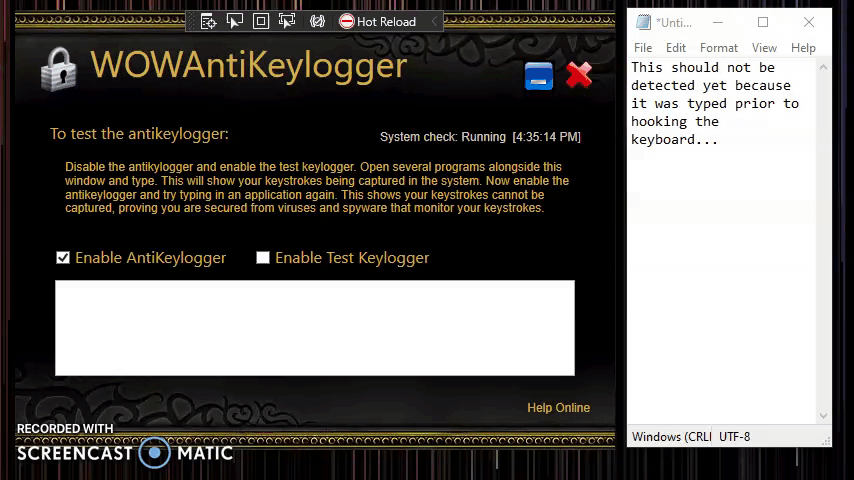 Hot Reload
WOWAntiKeylogger
To test the antikeylogger:
System check: Running [4:35:14 PM]
Disable the antikylogger and enable the test keylogger. Open several programs alongside this
window and type. This will show your keystrokes being captured in the system. Now enable the
antikeylogger and try typing in an application again. This shows your keystrokes cannot be
captured, proving you are secured from viruses and spyware that monitor your keystrokes.
Enable AntiKeylogger
Enable Test Keylogger
Help Online
RECORDED WITH
SCREENCAST MATIC
*Unti...
File Edit Format View Help
This should not be
detected yet because
it was typed prior to
hooking the
keyboard...
Windows (CRLI UTF-8